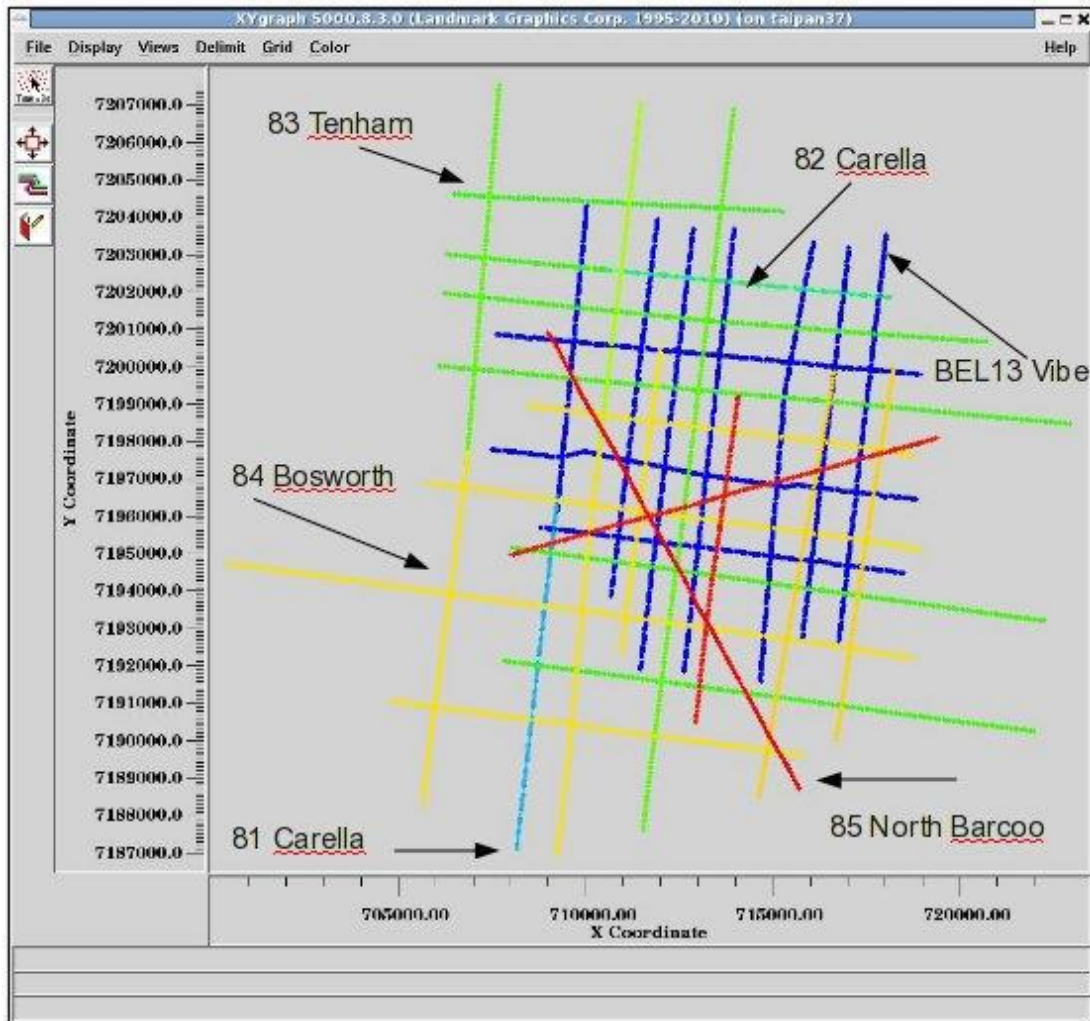 XYgraph 5000.8.3.0 (Landmark Graphics Corp. 1995-2010) (on taipan37)
File Display Views Delimit Grid Color Help
7207000.0
7206000.0
7205000.0
7204000.0
7203000.0
7202000.0
7201000.0
7200000.0
7199000.0
7198000.0
7197000.0
7196000.0
7195000.0
7194000.0
7193000.0
7192000.0
7191000.0
7190000.0
7189000.0
7188000.0
7187000.0
Y Coordinate
83 Tenham
82 Carella
BEL13 Vibe
84 Bosworth
85 North Barcoo
81 Carella
705000.00 710000.00 715000.00 720000.00
X Coordinate